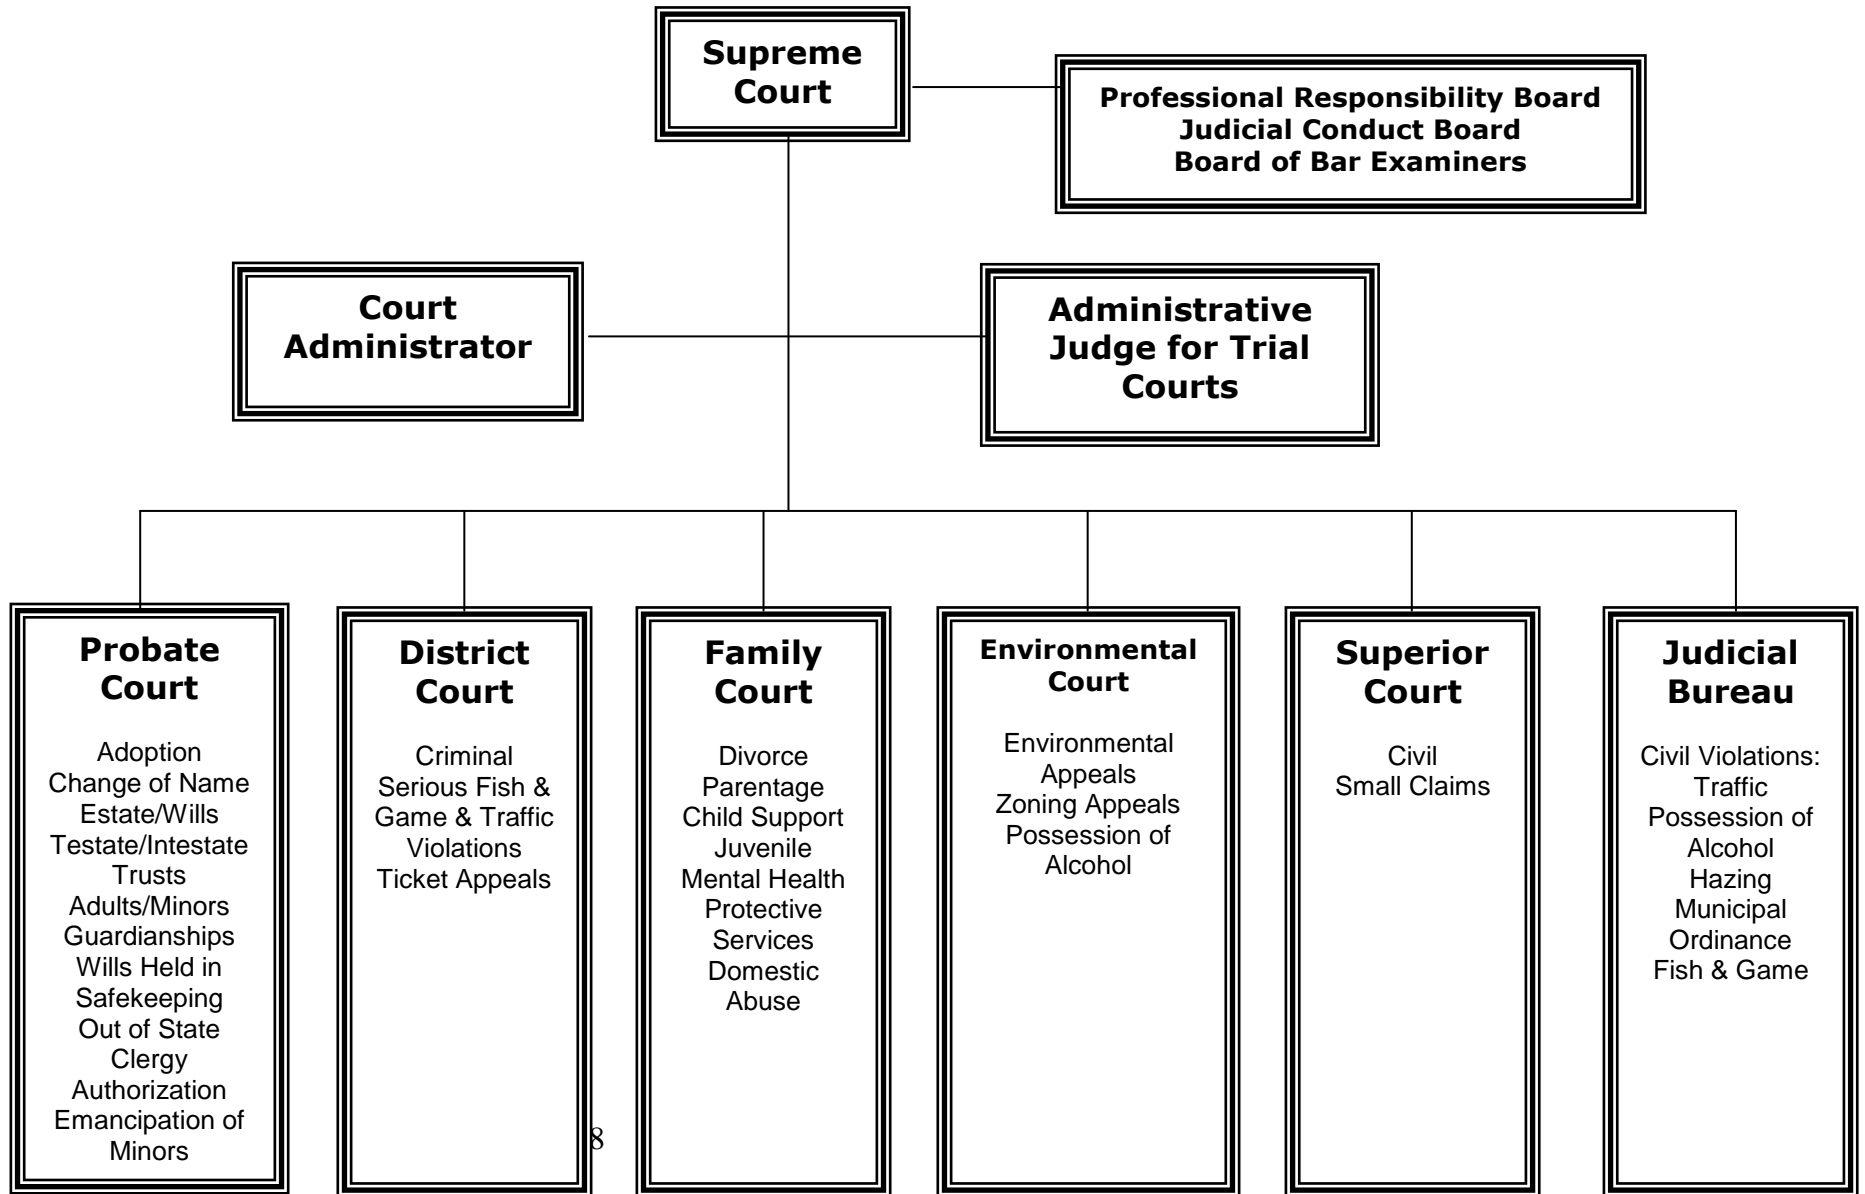 Supreme
Court
Professional Responsibility Board
Judicial Conduct Board
Board of Bar Examiners
Court
Administrator
Administrative
Judge for Trial
Courts
Probate
Court
Adoption
Change of Name
Estate/Wills
Testate/Intestate
Trusts
Adults/Minors
Guardianships
Wills Held in
Safekeeping
Out of State
Clergy
Authorization
Emancipation of
Minors
District
Court
Criminal
Serious Fish &
Game & Traffic
Violations
Ticket Appeals
Family
Court
Divorce
Parentage
Child Support
Juvenile
Mental Health
Protective
Services
Domestic
Abuse
Environmental
Court
Environmental
Appeals
Zoning Appeals
Possession of
Alcohol
Superior
Court
Civil
Small Claims
Judicial
Bureau
Civil Violations:
Traffic
Possession of
Alcohol
Hazing
Municipal
Ordinance
Fish & Game
8